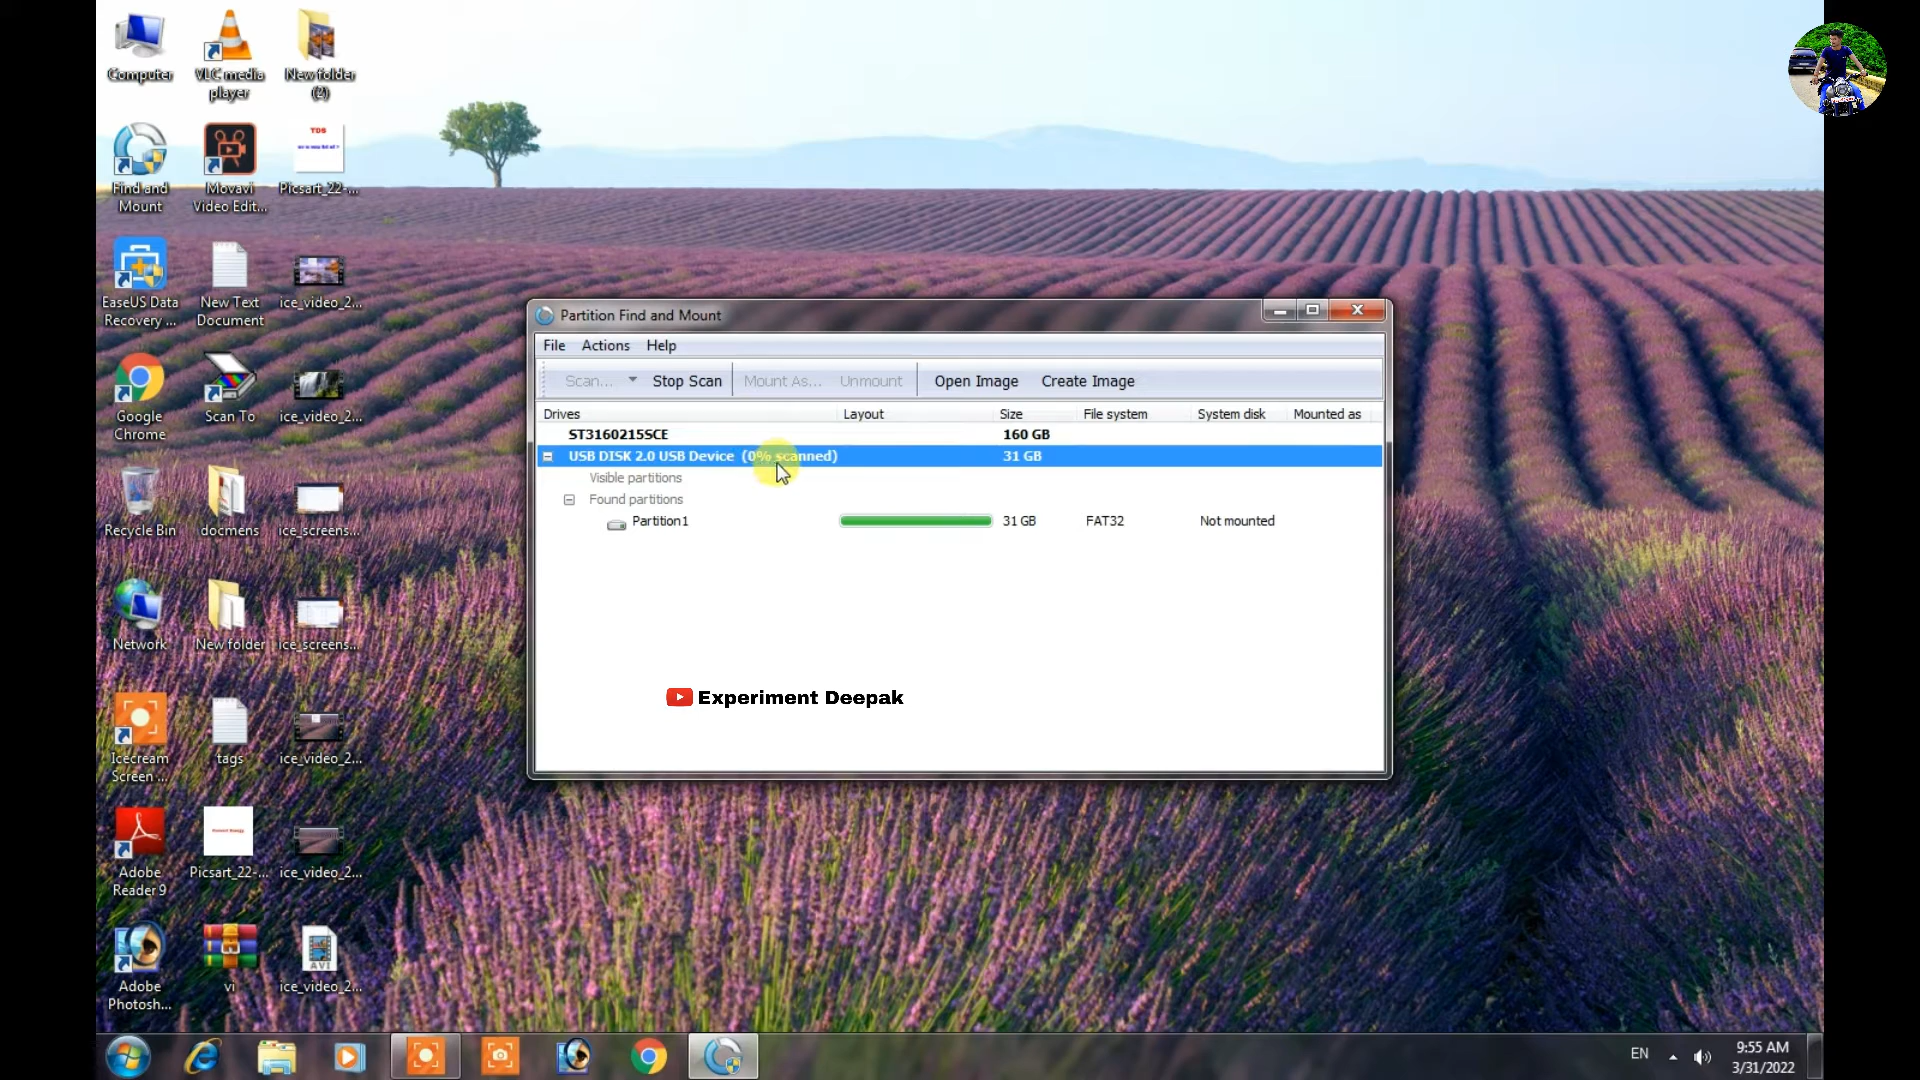 Computer
VLC media player
New folder (2)
Find and Mount
Movavi Video Edit...
TDS
Picsart_22-...
EaseUS Data Recovery ...
New Text Document
ice_video_2...
Google Chrome
Scan To
ice_video_2...
Recycle Bin
docmens
ice_screens...
Network
New folder
ice_screens...
Icecream Screen ...
tags
ice_video_2...
Adobe Reader 9
Picsart_22-...
ice_video_2...
Adobe Photosh...
vi
AVI
ice_video_2...
Partition Find and Mount
File Actions Help
Scan... Stop Scan Mount As... Unmount Open Image Create Image
Drives Layout Size File system System disk Mounted as
ST3160215SCE 160 GB
USB DISK 2.0 USB Device (0% scanned) 31 GB
Visible partitions
Found partitions
Partition1 31 GB FAT32 Not mounted
Experiment Deepak
EN
9:55 AM
3/31/2022